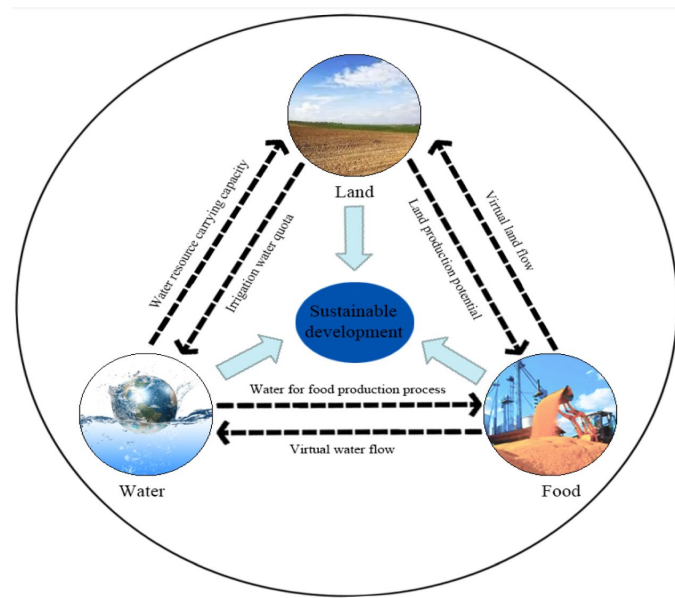 Land
Water resource carrying capacity
Irrigation water quota
Land production potential
Virtual land flow
Sustainable
development
Water for food production process
Virtual water flow
Water
Food